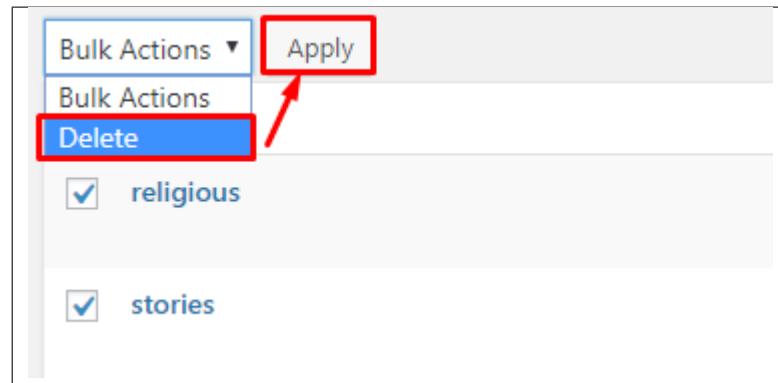 Bulk Actions Apply
Bulk Actions
Delete
religious
stories